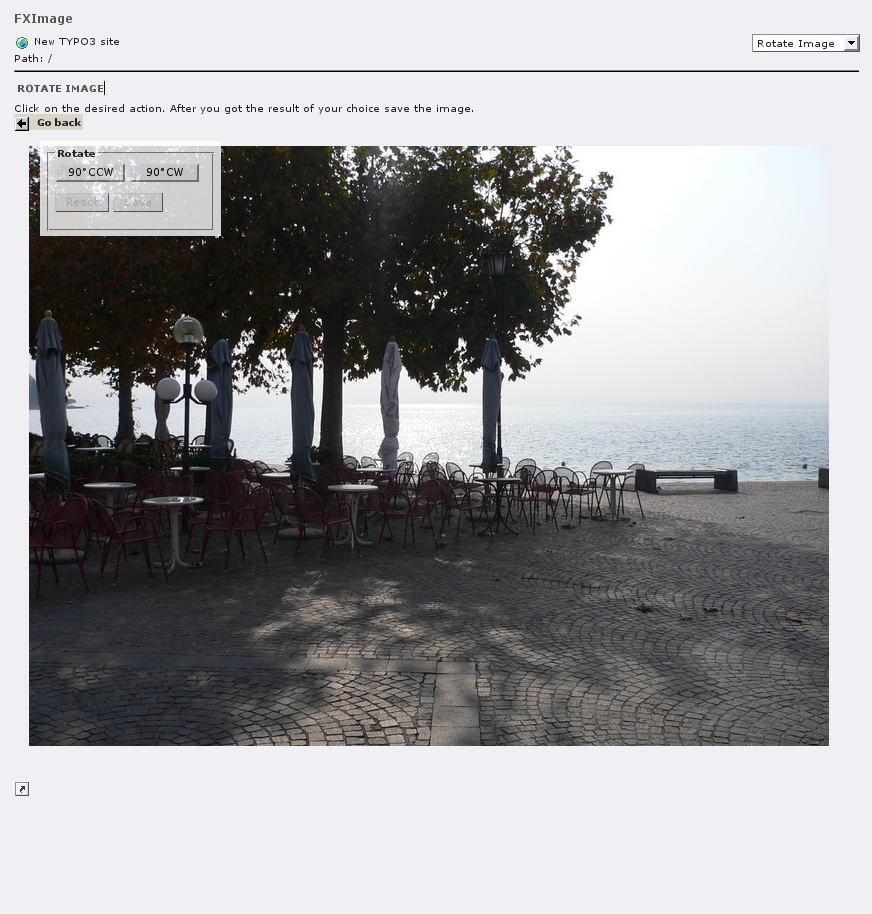 FXImage
New TYPO3 site
Rotate Image
Path: /
ROTATE IMAGE
Click on the desired action. After you got the result of your choice save the image.
Go back
Rotate
90°CCW 90°CW
Reset Save